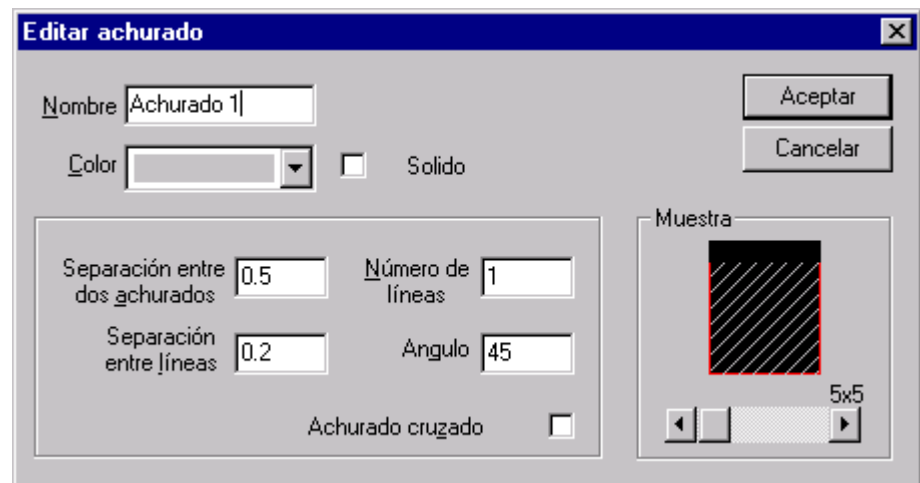 Editar achurado
Nombre Achurado 1
Aceptar
Color
Solido
Cancelar
Muestra
Separación entre
dos achurados
0.5
Número de
líneas
1
Separación
entre líneas
0.2
Angulo 45
5x5
Achurado cruzado